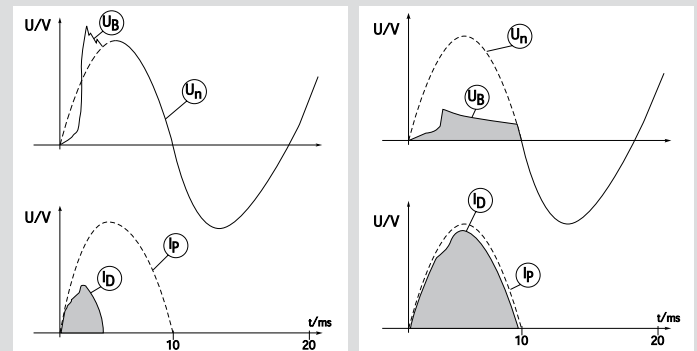 U/V
U_B
U_n
U/V
I_P
I_D
t/ms
10
20
U/V
U_n
U_B
U/V
I_D
I_P
t/ms
10
20